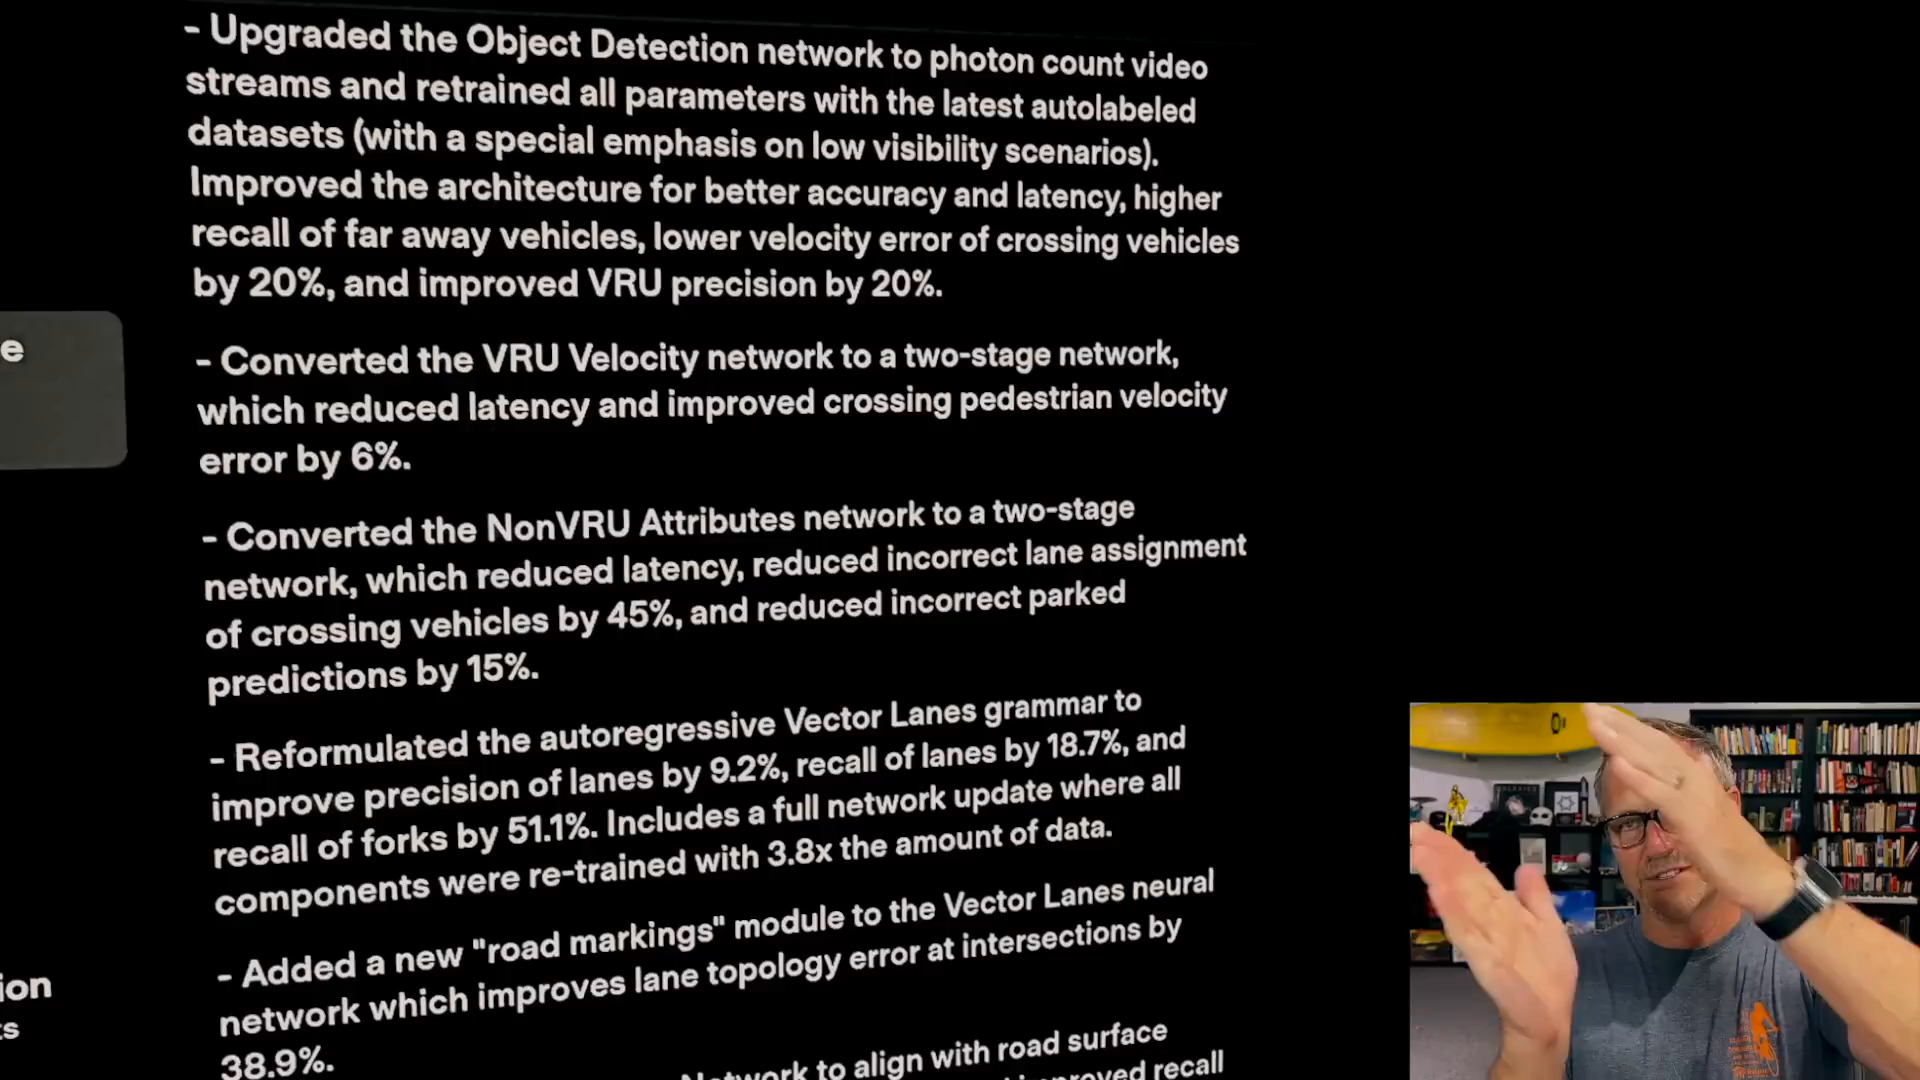 - Upgraded the Object Detection network to photon count video
streams and retrained all parameters with the latest autolabeled
datasets (with a special emphasis on low visibility scenarios).
Improved the architecture for better accuracy and latency, higher
recall of far away vehicles, lower velocity error of crossing vehicles
by 20%, and improved VRU precision by 20%.
e
- Converted the VRU Velocity network to a two-stage network,
which reduced latency and improved crossing pedestrian velocity
error by 6%.
- Converted the NonVRU Attributes network to a two-stage
network, which reduced latency, reduced incorrect lane assignment
of crossing vehicles by 45%, and reduced incorrect parked
predictions by 15%.
- Reformulated the autoregressive Vector Lanes grammar to
improve precision of lanes by 9.2%, recall of lanes by 18.7%, and
recall of forks by 51.1%. Includes a full network update where all
components were re-trained with 3.8x the amount of data.
- Added a new "road markings" module to the Vector Lanes neural
network which improves lane topology error at intersections by
38.9%.
ion
ts
Network to align with road surface
improved recall